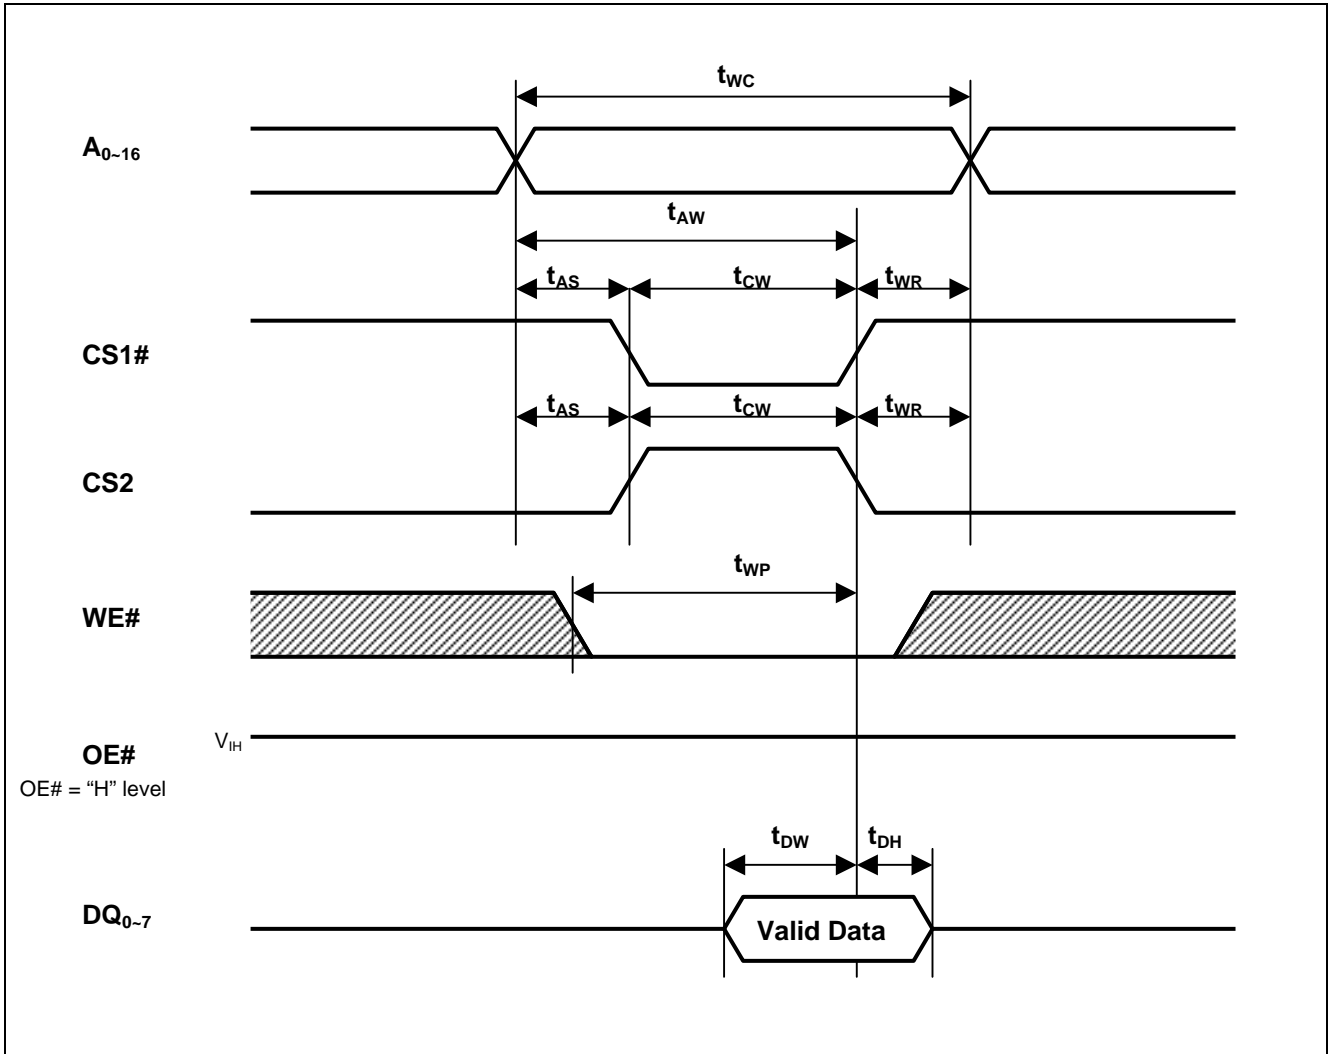 tWC
A0~16
tAW
tAS tCW tWR
CS1#
tAS tCW tWR
CS2
tWP
WE#
VIH
OE#
OE# = “H” level
tDW tDH
DQ0~7
Valid Data